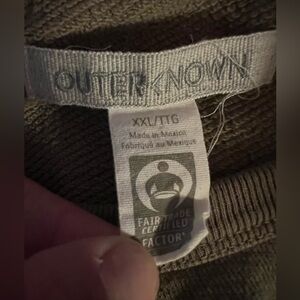 OUTERKNOWN
XXL/TTG
Made in Mexico
Fabriqué au Mexique
FAIR TRADE
CERTIFIED
FACTORY